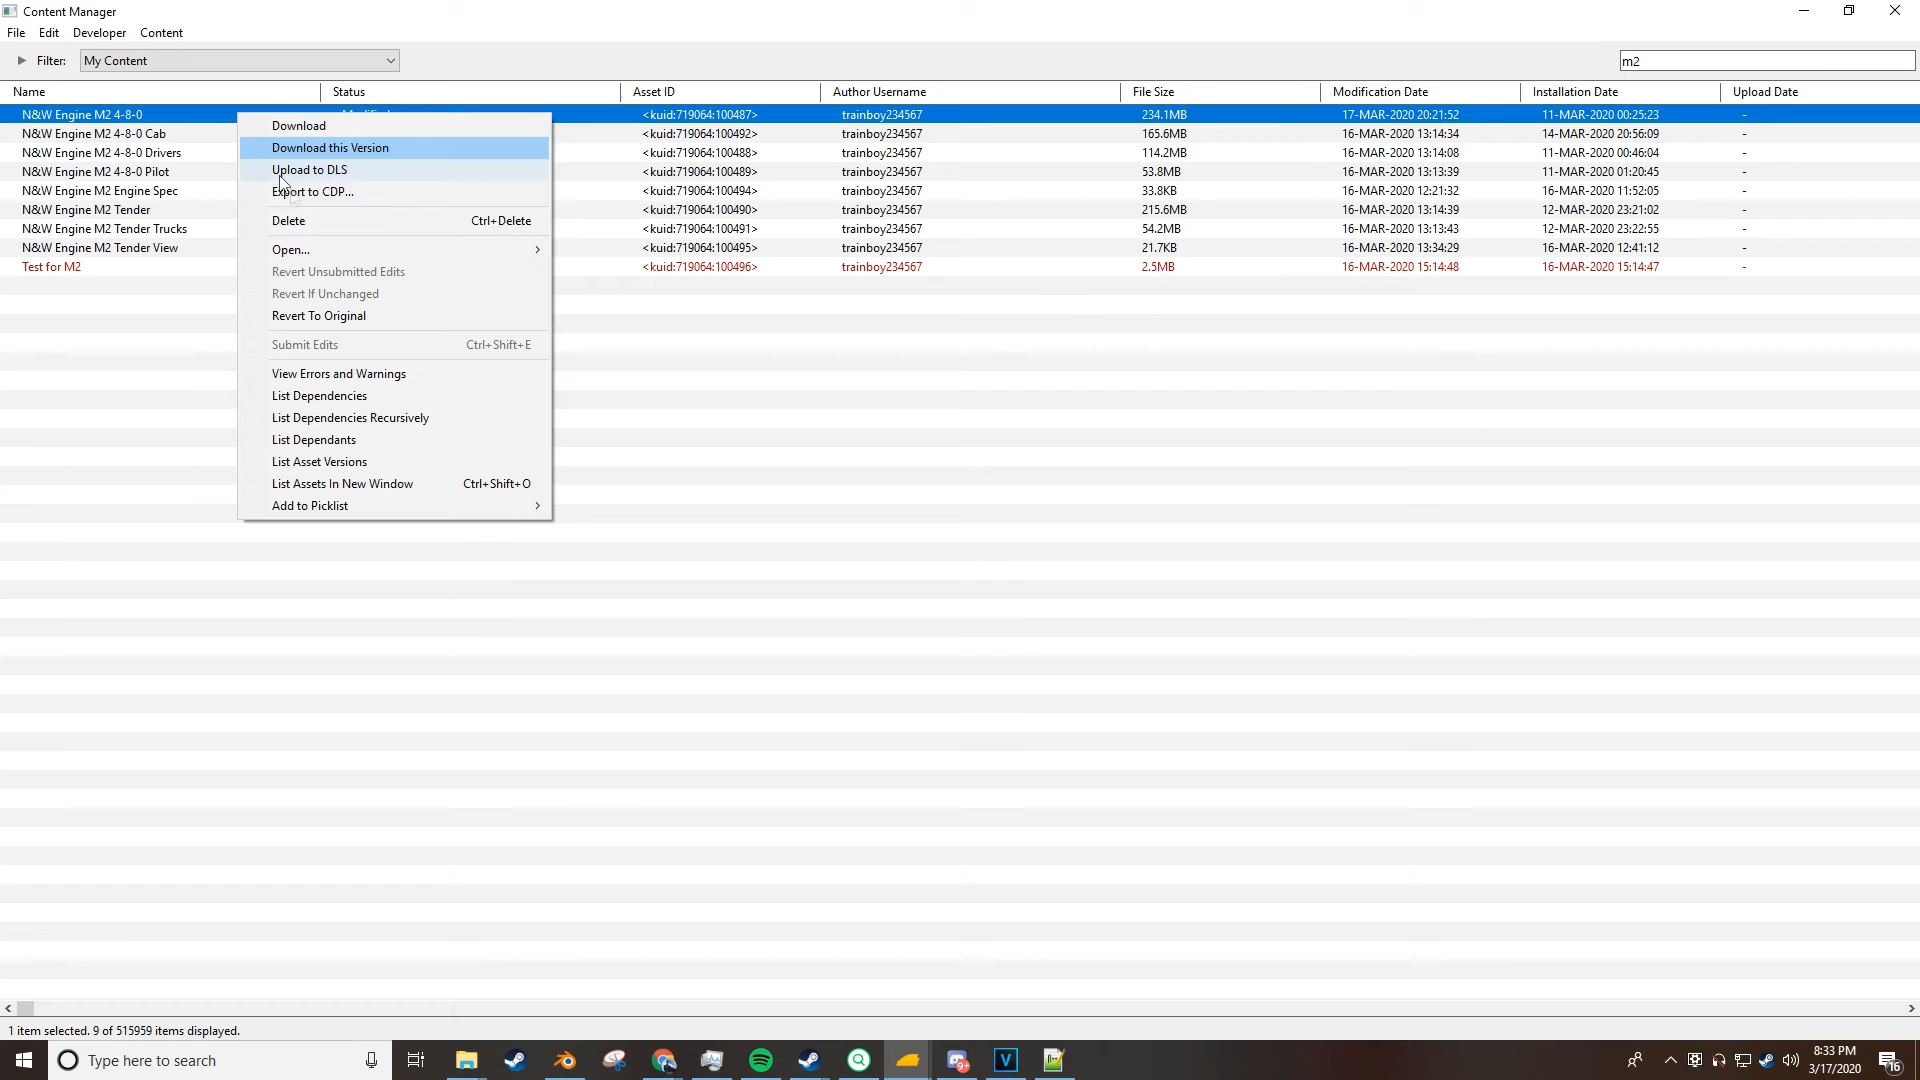 Content Manager
File Edit Developer Content
Filter: My Content m2
Name Status Asset ID Author Username File Size Modification Date Installation Date Upload Date
N&W Engine M2 4-8-0 <kuid:719064:100487> trainboy234567 234.1MB 17-MAR-2020 20:21:52 11-MAR-2020 00:25:23 -
N&W Engine M2 4-8-0 Cab <kuid:719064:100492> trainboy234567 165.6MB 16-MAR-2020 13:14:34 14-MAR-2020 20:56:09 -
N&W Engine M2 4-8-0 Drivers <kuid:719064:100488> trainboy234567 114.2MB 16-MAR-2020 13:14:08 11-MAR-2020 00:46:04 -
N&W Engine M2 4-8-0 Pilot <kuid:719064:100489> trainboy234567 53.8MB 16-MAR-2020 13:13:39 11-MAR-2020 01:20:45 -
N&W Engine M2 Engine Spec <kuid:719064:100494> trainboy234567 33.8KB 16-MAR-2020 12:21:32 16-MAR-2020 11:52:05 -
N&W Engine M2 Tender <kuid:719064:100490> trainboy234567 215.6MB 16-MAR-2020 13:14:39 12-MAR-2020 23:21:02 -
N&W Engine M2 Tender Trucks <kuid:719064:100491> trainboy234567 54.2MB 16-MAR-2020 13:13:43 12-MAR-2020 23:22:55 -
N&W Engine M2 Tender View <kuid:719064:100495> trainboy234567 21.7KB 16-MAR-2020 13:34:29 16-MAR-2020 12:41:12 -
Test for M2 <kuid:719064:100496> trainboy234567 2.5MB 16-MAR-2020 15:14:48 16-MAR-2020 15:14:47 -
Download
Download this Version
Upload to DLS
Export to CDP...
Delete Ctrl+Delete
Open...
Revert Unsubmitted Edits
Revert If Unchanged
Revert To Original
Submit Edits Ctrl+Shift+E
View Errors and Warnings
List Dependencies
List Dependencies Recursively
List Dependants
List Asset Versions
List Assets In New Window Ctrl+Shift+O
Add to Picklist
1 item selected. 9 of 515959 items displayed.
Type here to search
8:33 PM
3/17/2020
16